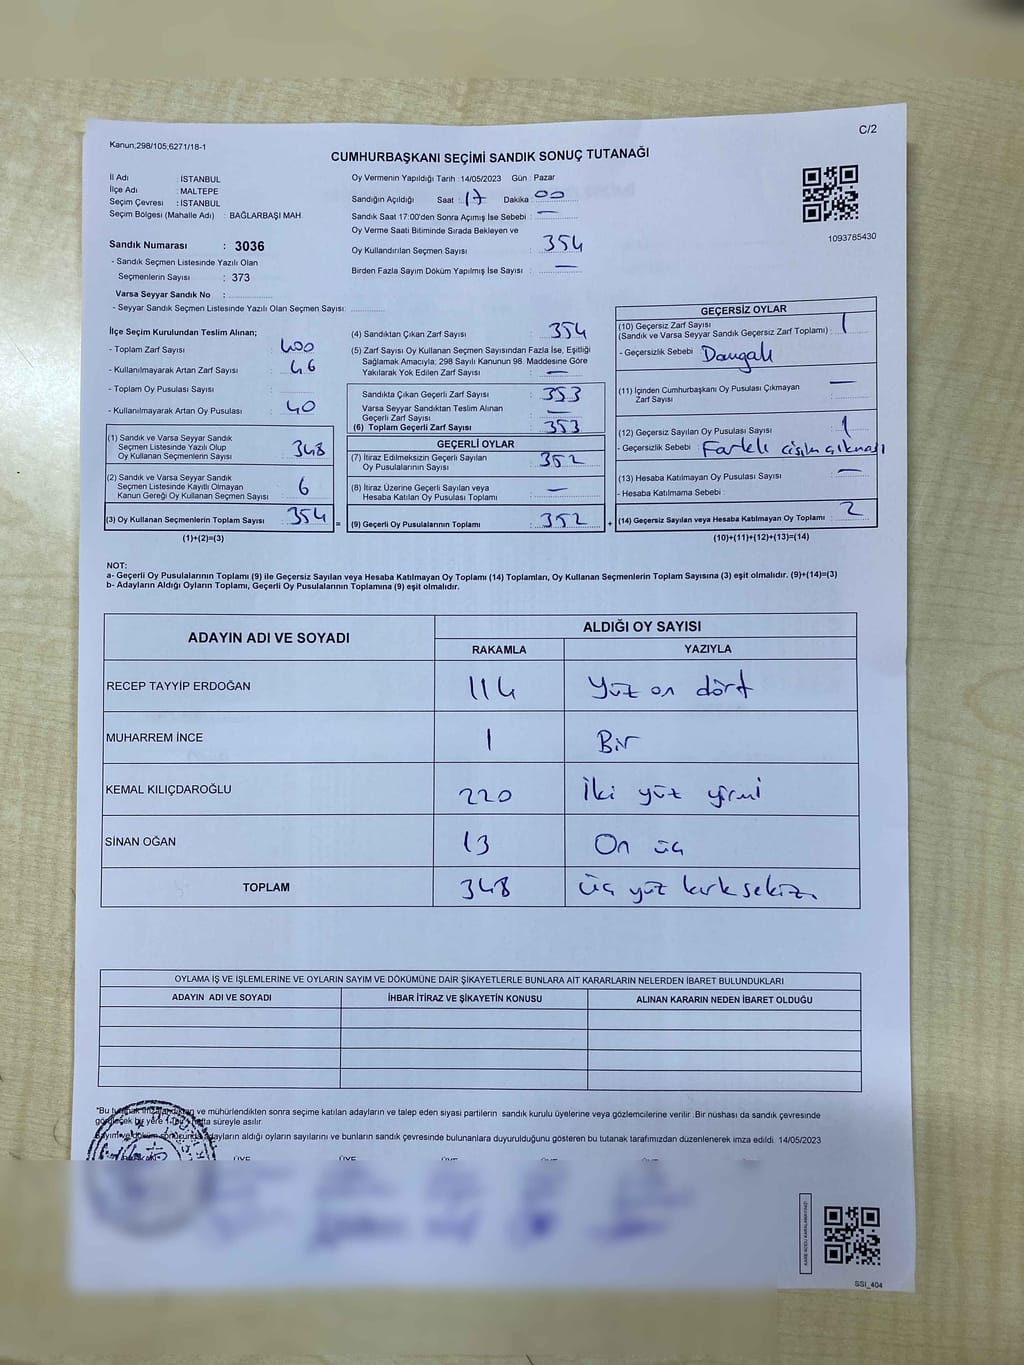 C/2
Kanun;298/105;6271/18-1
CUMHURBAŞKANI SEÇİMİ SANDIK SONUÇ TUTANAĞI
İl Adı : İSTANBUL
İlçe Adı : MALTEPE
Seçim Çevresi : İSTANBUL
Seçim Bölgesi (Mahalle Adı) : BAĞLARBAŞI MAH.
Sandık Numarası : 3036
- Sandık Seçmen Listesinde Yazılı Olan
Seçmenlerin Sayısı : 373
Varsa Seyyar Sandık No :
- Seyyar Sandık Seçmen Listesinde Yazılı Olan Seçmen Sayısı:
Oy Vermenin Yapıldığı Tarih : 14/05/2023 Gün : Pazar
Sandığın Açıldığı Saat : 17 Dakika : 00
Sandık Saat 17:00'den Sonra Açımış İse Sebebi : —
Oy Verme Saati Bitiminde Sırada Bekleyen ve
Oy Kullandırılan Seçmen Sayısı : 354
Birden Fazla Sayım Döküm Yapılmış İse Sayısı : —
1093785430
İlçe Seçim Kurulundan Teslim Alınan;
- Toplam Zarf Sayısı : 400
- Kullanılmayarak Artan Zarf Sayısı : 46
- Toplam Oy Pusulası Sayısı :
- Kullanılmayarak Artan Oy Pusulası : 40
(1) Sandık ve Varsa Seyyar Sandık
Seçmen Listesinde Yazılı Olup
Oy Kullanan Seçmenlerin Sayısı : 348
(2) Sandık ve Varsa Seyyar Sandık
Seçmen Listesinde Kayıtlı Olmayan
Kanun Gereği Oy Kullanan Seçmen Sayısı : 6
(3) Oy Kullanan Seçmenlerin Toplam Sayısı : 354 =
(1)+(2)=(3)
(4) Sandıktan Çıkan Zarf Sayısı : 354
(5) Zarf Sayısı Oy Kullanan Seçmen Sayısından Fazla İse, Eşitliği
Sağlamak Amacıyla; 298 Sayılı Kanunun 98. Maddesine Göre
Yakılarak Yok Edilen Zarf Sayısı : —
Sandıkta Çıkan Geçerli Zarf Sayısı : 353
Varsa Seyyar Sandıktan Teslim Alınan
Geçerli Zarf Sayısı : —
(6) Toplam Geçerli Zarf Sayısı : 353
GEÇERLİ OYLAR
(7) İtiraz Edilmeksizin Geçerli Sayılan
Oy Pusulalarının Sayısı : 352
(8) İtiraz Üzerine Geçerli Sayılan veya
Hesaba Katılan Oy Pusulası Toplamı : —
(9) Geçerli Oy Pusulalarının Toplamı : 352 +
GEÇERSİZ OYLAR
(10) Geçersiz Zarf Sayısı
(Sandık ve Varsa Seyyar Sandık Geçersiz Zarf Toplamı) : 1
- Geçersizlik Sebebi : Damgalı
(11) İçinden Cumhurbaşkanı Oy Pusulası Çıkmayan
Zarf Sayısı : —
(12) Geçersiz Sayılan Oy Pusulası Sayısı : 1
- Geçersizlik Sebebi : Farklı cisim çıkması
(13) Hesaba Katılmayan Oy Pusulası Sayısı : —
- Hesaba Katılmama Sebebi :
(14) Geçersiz Sayılan veya Hesaba Katılmayan Oy Toplamı : 2
(10)+(11)+(12)+(13)=(14)
NOT:
a- Geçerli Oy Pusulalarının Toplamı (9) ile Geçersiz Sayılan veya Hesaba Katılmayan Oy Toplamı (14) Toplamları, Oy Kullanan Seçmenlerin Toplam Sayısına (3) eşit olmalıdır. (9)+(14)=(3)
b- Adayların Aldığı Oyların Toplamı, Geçerli Oy Pusulalarının Toplamına (9) eşit olmalıdır.
ADAYIN ADI VE SOYADI ALDIĞI OY SAYISI
RAKAMLA YAZIYLA
RECEP TAYYİP ERDOĞAN 114 Yüz on dört
MUHARREM İNCE 1 Bir
KEMAL KILIÇDAROĞLU 220 İki yüz yirmi
SİNAN OĞAN 13 On üç
TOPLAM 348 üç yüz kırk sekiz
OYLAMA İŞ VE İŞLEMLERİNE VE OYLARIN SAYIM VE DÖKÜMÜNE DAİR ŞİKAYETLERLE BUNLARA AİT KARARLARIN NELERDEN İBARET BULUNDUKLARI
ADAYIN ADI VE SOYADI İHBAR İTİRAZ VE ŞİKAYETİN KONUSU ALINAN KARARIN NEDEN İBARET OLDUĞU
"Bu tutanak imzalandıktan ve mühürlendikten sonra seçime katılan adayların ve talep eden siyasi partilerin sandık kurulu üyelerine veya gözlemcilerine verilir. Bir nüshası da sandık çevresinde
bir yere süreyle asılır.
Sayım ve döküm sonucunda adayların aldığı oyların sayılarını ve bunların sandık çevresinde bulunanlara duyurulduğunu gösteren bu tutanak tarafımızdan düzenlenerek imza edildi. 14/05/2023
ÜYE ÜYE ÜYE ÜYE ÜYE
KARE KODU KARALAMAYINIZ!
SSI_404